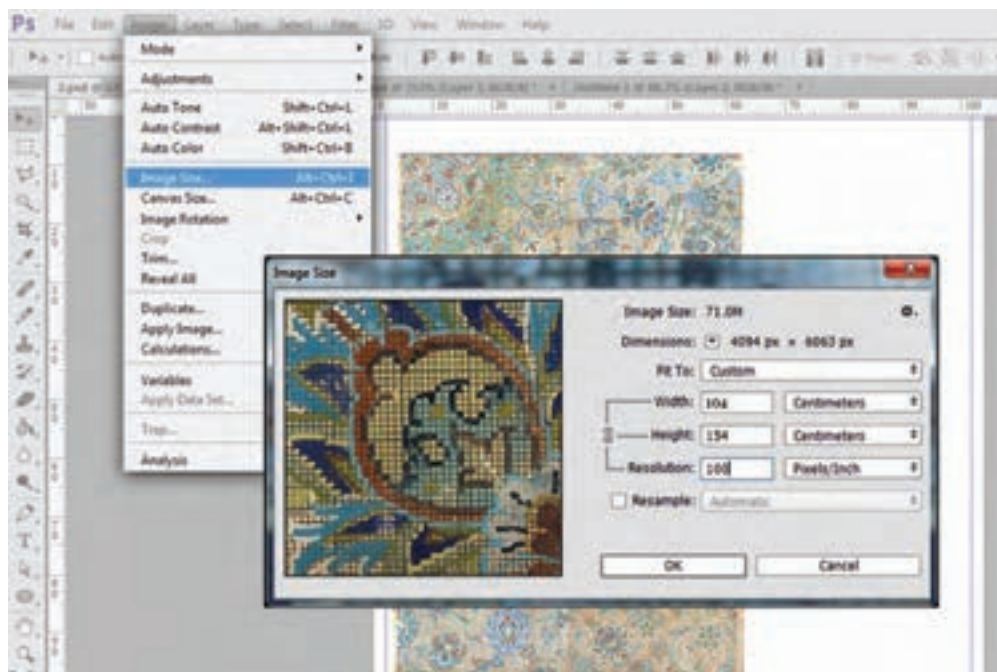 Ps File Edit Image Layer Type Select Filter 3D View Window Help
Mode
Adjustments
Auto Tone Shift+Ctrl+L
Auto Contrast Alt+Shift+Ctrl+L
Auto Color Shift+Ctrl+B
Image Size... Alt+Ctrl+I
Canvas Size... Alt+Ctrl+C
Image Rotation
Crop
Trim...
Reveal All
Duplicate...
Apply Image...
Calculations...
Variables
Apply Data Set...
Trap...
Analysis
Image Size
Image Size: 71.0M
Dimensions: 4094 px × 6063 px
Fit To: Custom
Width: 104 Centimeters
Height: 154 Centimeters
Resolution: 100 Pixels/Inch
Resample: Automatic
OK Cancel